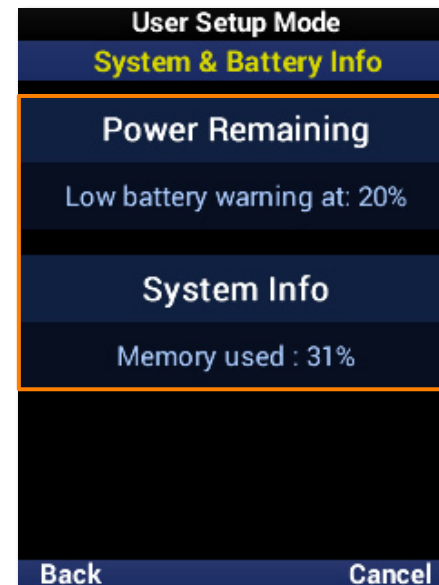 User Setup Mode
System & Battery Info
Power Remaining
Low battery warning at: 20%
System Info
Memory used : 31%
Back Cancel